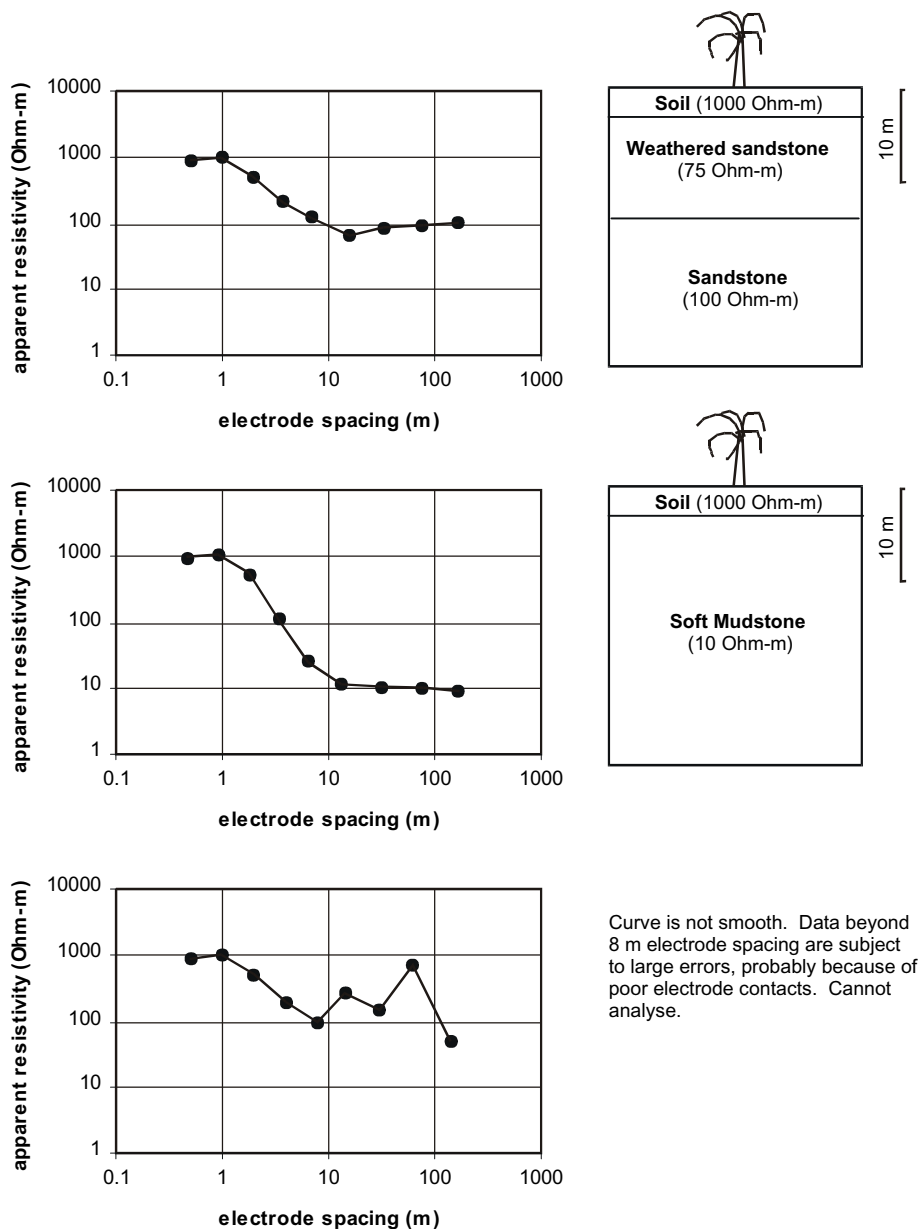 apparent resistivity (Ohm-m)
10000
1000
100
10
1
0.1 1 10 100 1000
electrode spacing (m)
Soil (1000 Ohm-m)
Weathered sandstone
(75 Ohm-m)
Sandstone
(100 Ohm-m)
10 m
apparent resistivity (Ohm-m)
10000
1000
100
10
1
0.1 1 10 100 1000
electrode spacing (m)
Soil (1000 Ohm-m)
Soft Mudstone
(10 Ohm-m)
10 m
apparent resistivity (Ohm-m)
10000
1000
100
10
1
0.1 1 10 100 1000
electrode spacing (m)
Curve is not smooth. Data beyond
8 m electrode spacing are subject
to large errors, probably because of
poor electrode contacts. Cannot
analyse.